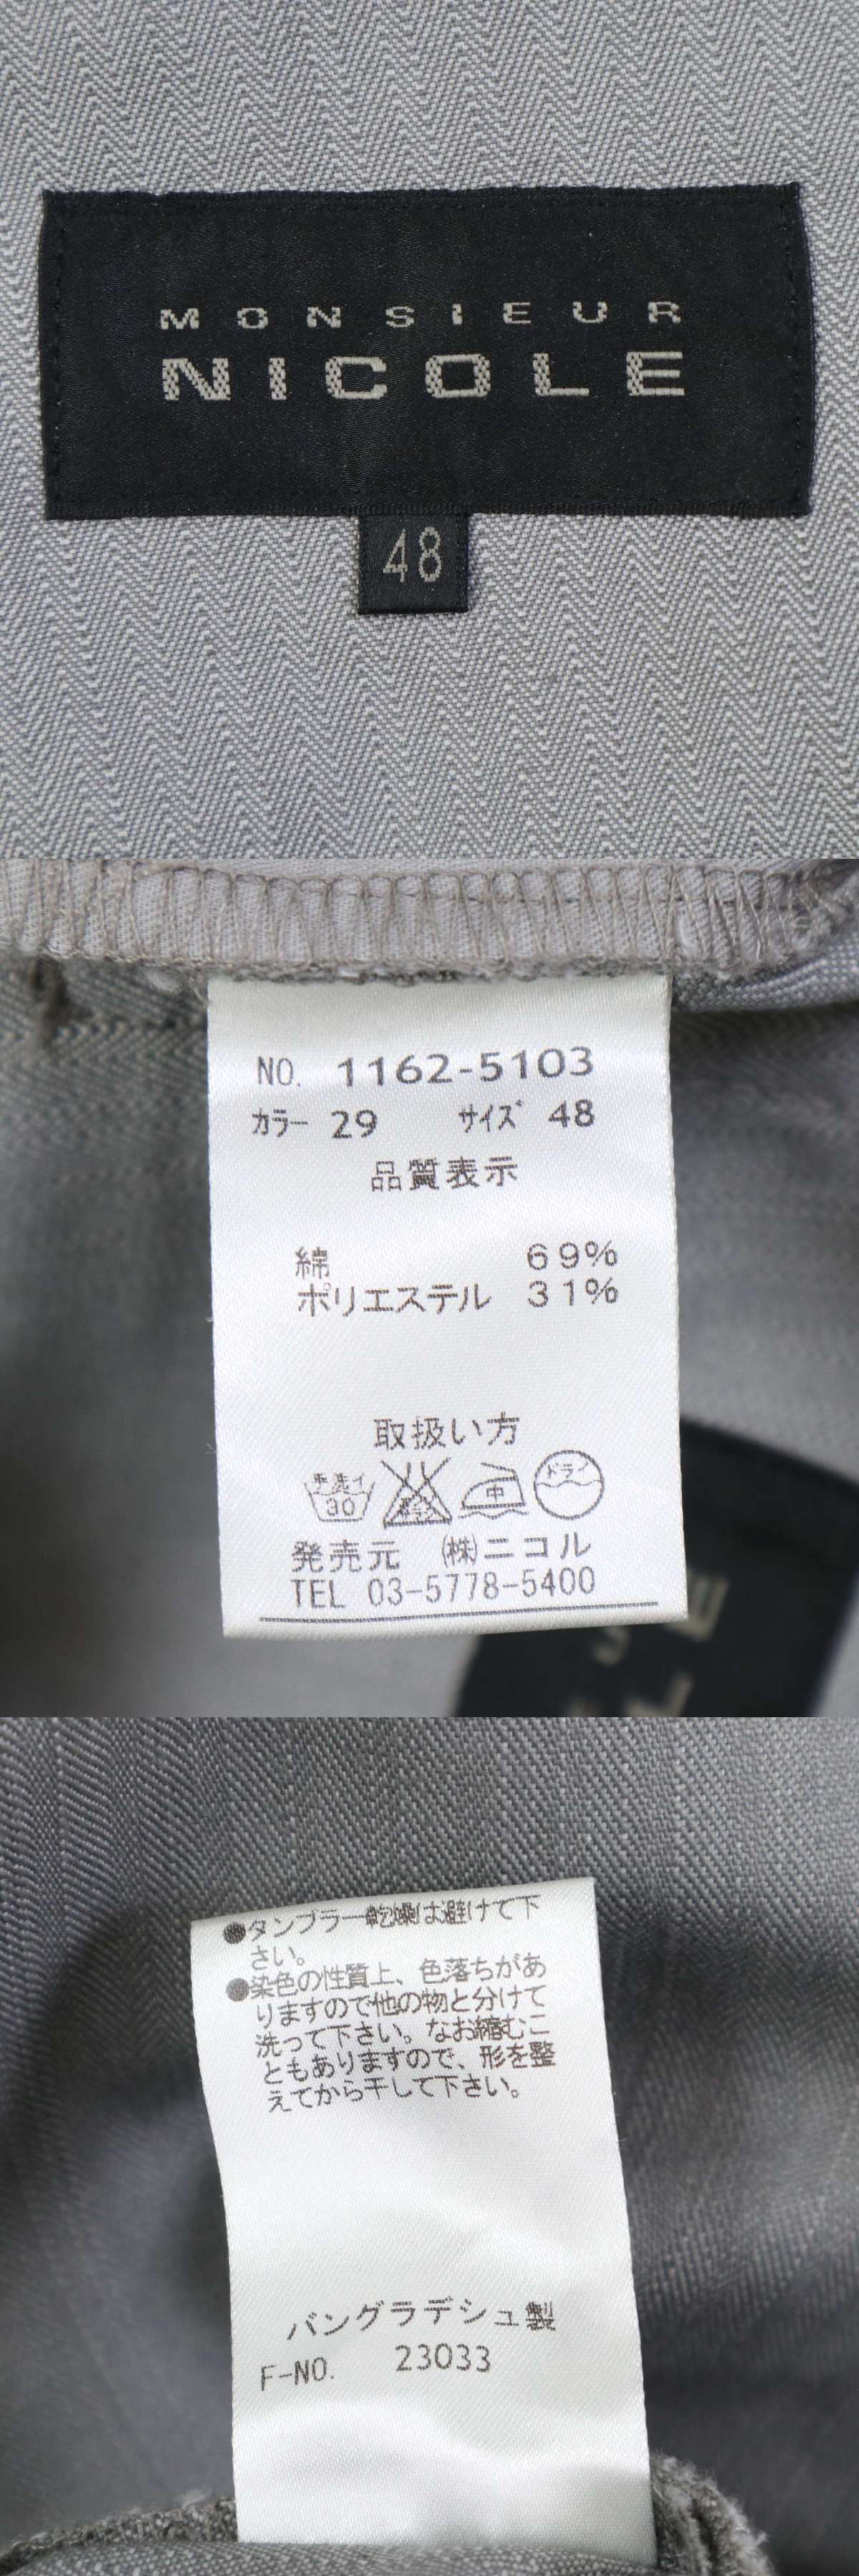 MONSIEUR
NICOLE
48
NO. 1162-5103
カラー 29 サイズ 48
品質表示
綿 69%
ポリエステル 31%
取扱い方
手洗イ
30
中
ドライ
発売元 (株)ニコル
TEL 03-5778-5400
●タンブラー乾燥は避けて下
さい。
●染色の性質上、色落ちがあ
りますので他の物と分けて
洗って下さい。なお縮むこ
ともありますので、形を整
えてから干して下さい。
バングラデシュ製
F-NO. 23033